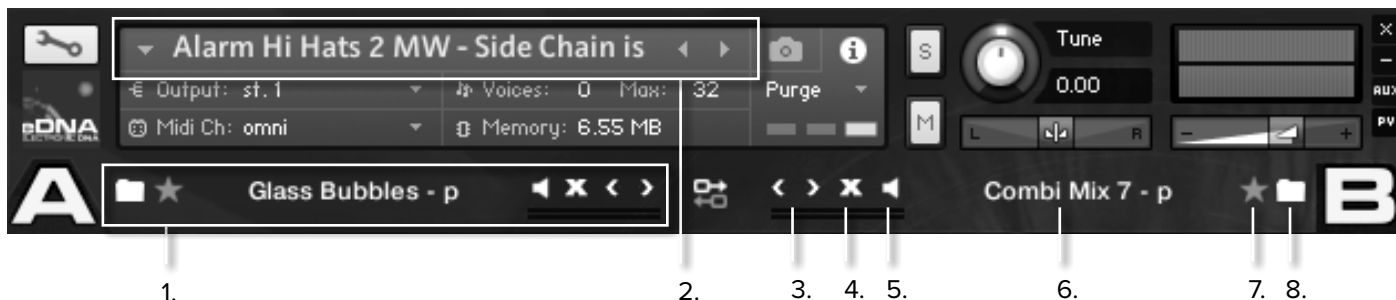 Alarm Hi Hats 2 MW - Side Chain is
S
Tune
0.00
X
-
AUX
PV
Output: st. 1
Voices: 0 Max: 32
Purge
Midi Ch: omni
Memory: 6.55 MB
M
L R
- +
eDNA
ELECTRONIC DNA
A
Glass Bubbles - p
Combi Mix 7 - p
B
1. 2. 3. 4. 5. 6. 7. 8.